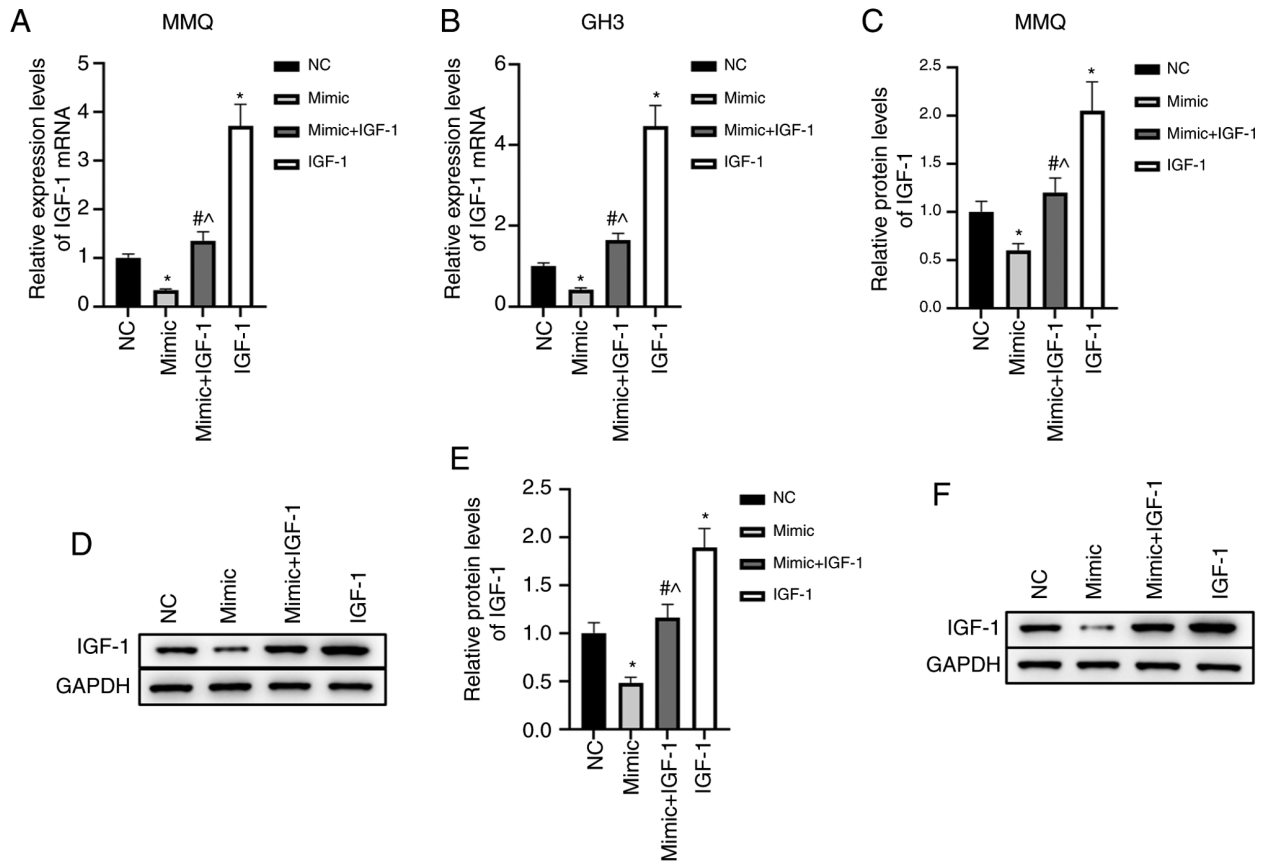 A
MMQ
Relative expression levels
of IGF-1 mRNA
5
4
3
2
1
0
*
#^
*
NC
Mimic
Mimic+IGF-1
IGF-1
NC
Mimic
Mimic+IGF-1
IGF-1
B
GH3
Relative expression levels
of IGF-1 mRNA
6
4
2
0
*
#^
*
NC
Mimic
Mimic+IGF-1
IGF-1
NC
Mimic
Mimic+IGF-1
IGF-1
C
MMQ
Relative protein levels
of IGF-1
2.5
2.0
1.5
1.0
0.5
0.0
*
#^
*
NC
Mimic
Mimic+IGF-1
IGF-1
NC
Mimic
Mimic+IGF-1
IGF-1
D
NC
Mimic
Mimic+IGF-1
IGF-1
IGF-1
GAPDH
E
Relative protein levels
of IGF-1
2.5
2.0
1.5
1.0
0.5
0.0
*
#^
*
NC
Mimic
Mimic+IGF-1
IGF-1
NC
Mimic
Mimic+IGF-1
IGF-1
F
NC
Mimic
Mimic+IGF-1
IGF-1
IGF-1
GAPDH